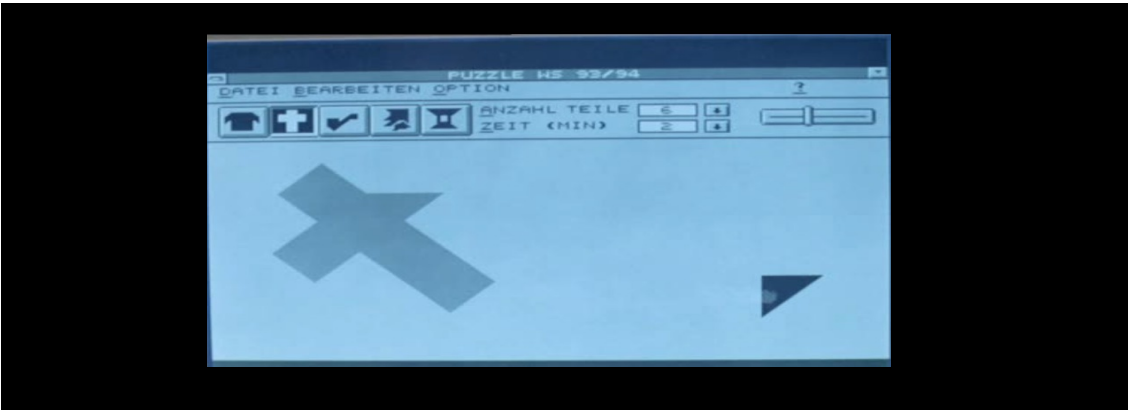 PUZZLE WS 93/94
DATEI BEARBEITEN OPTION ?
ANZAHL TEILE 6
ZEIT (MIN) 2